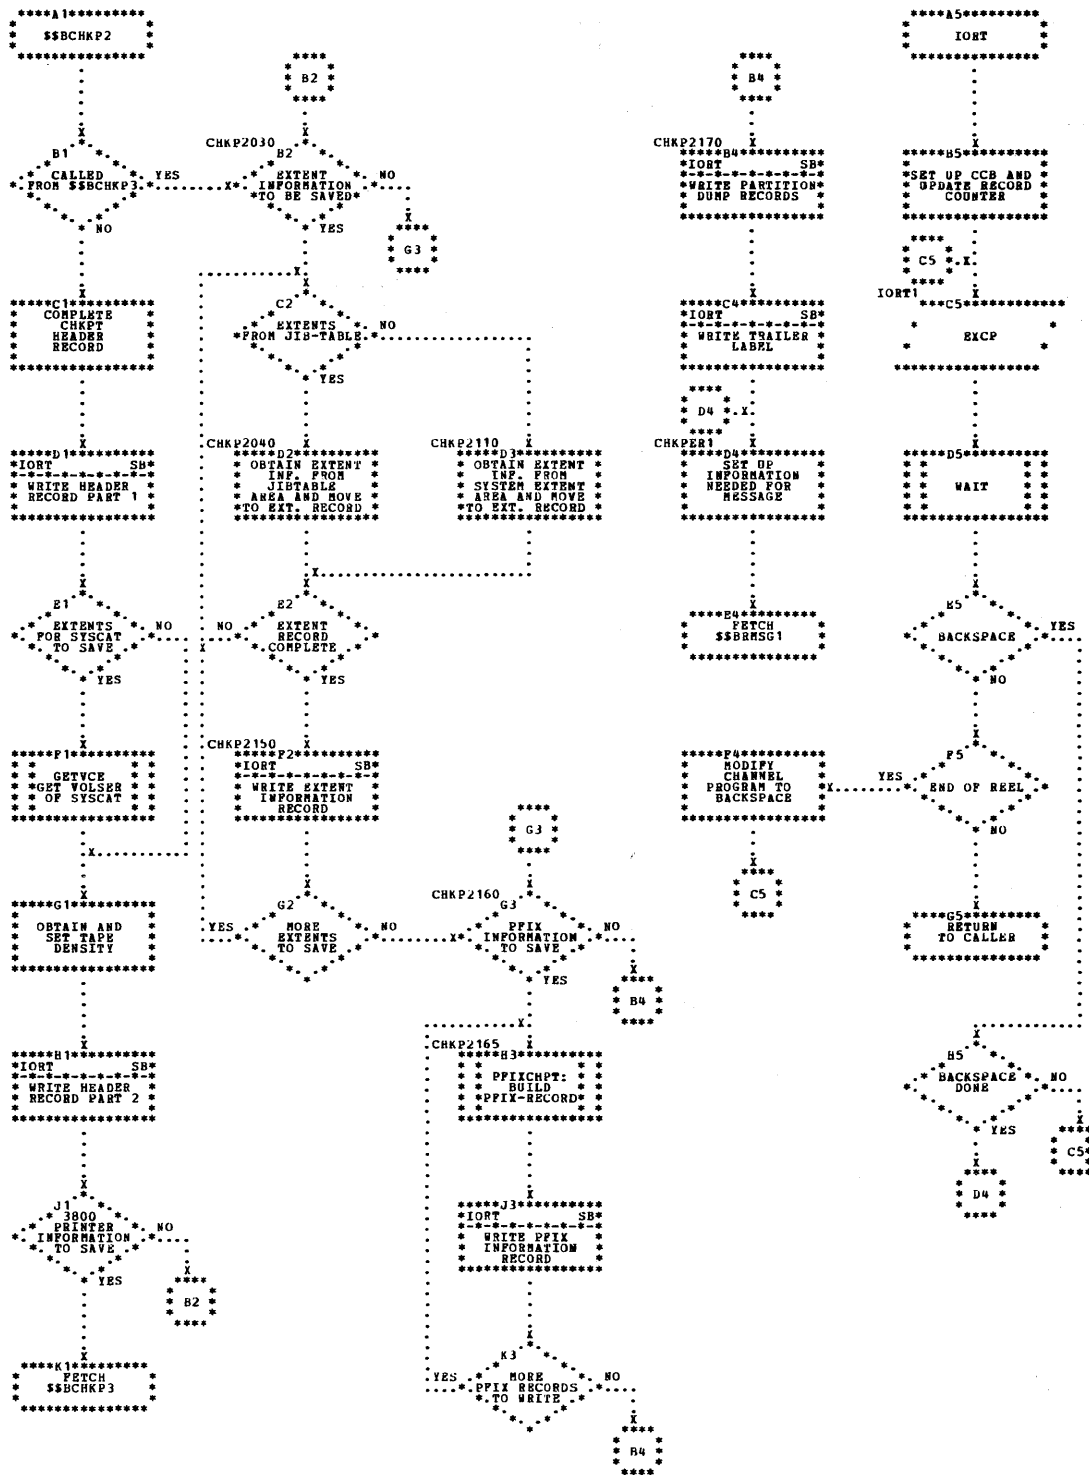 A1
$$BCHKP2
B1
CALLED
FROM $$BCHKP3
YES
NO
C1
COMPLETE
CHKPT
HEADER
RECORD
D1
IORT SB
WRITE HEADER
RECORD PART 1
E1
EXTENTS
FOR SYSCAT
TO SAVE
NO
YES
F1
GETVCE
GET VOLSER
OF SYSCAT
G1
OBTAIN AND
SET TAPE
DENSITY
H1
IORT SB
WRITE HEADER
RECORD PART 2
J1
3800
PRINTER
INFORMATION
TO SAVE
NO
YES
B2
K1
FETCH
$$BCHKP3
B2
CHKP2030
B2
EXTENT
INFORMATION
TO BE SAVED
NO
YES
G3
C2
EXTENTS
FROM JIB-TABLE
NO
YES
CHKP2040
D2
OBTAIN EXTENT
INF. FROM
JIBTABLE
AREA AND MOVE
TO EXT. RECORD
CHKP2110
D3
OBTAIN EXTENT
INF. FROM
SYSTEM EXTENT
AREA AND MOVE
TO EXT. RECORD
E2
EXTENT
RECORD
COMPLETE
NO
YES
CHKP2150
F2
IORT SB
WRITE EXTENT
INFORMATION
RECORD
G2
MORE
EXTENTS
TO SAVE
YES
NO
G3
CHKP2160
G3
PFIX
INFORMATION
TO SAVE
NO
YES
B4
CHKP2165
H3
PFIXCHPT:
BUILD
PFIX-RECORD
J3
IORT SB
WRITE PFIX
INFORMATION
RECORD
K3
MORE
PFIX RECORDS
TO WRITE
YES
NO
B4
B4
CHKP2170
B4
IORT SB
WRITE PARTITION
DUMP RECORDS
C4
IORT SB
WRITE TRAILER
LABEL
D4
CHKPER1
D4
SET UP
INFORMATION
NEEDED FOR
MESSAGE
E4
FETCH
$$BRMSG1
F4
MODIFY
CHANNEL
PROGRAM TO
BACKSPACE
C5
A5
IORT
B5
SET UP CCB AND
UPDATE RECORD
COUNTER
C5
IORT1
C5
EXCP
D5
WAIT
E5
BACKSPACE
YES
NO
F5
END OF REEL
YES
NO
G5
RETURN
TO CALLER
H5
BACKSPACE
DONE
NO
YES
C5
D4